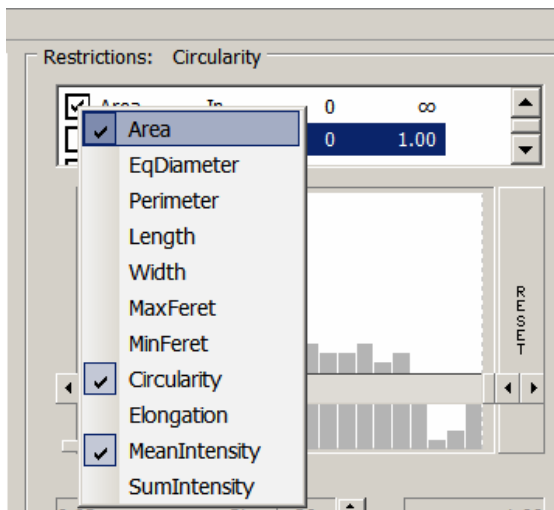 Restrictions: Circularity
In 0 ∞
0 1.00
Area
EqDiameter
Perimeter
Length
Width
MaxFeret
MinFeret
Circularity
Elongation
MeanIntensity
SumIntensity
RESET